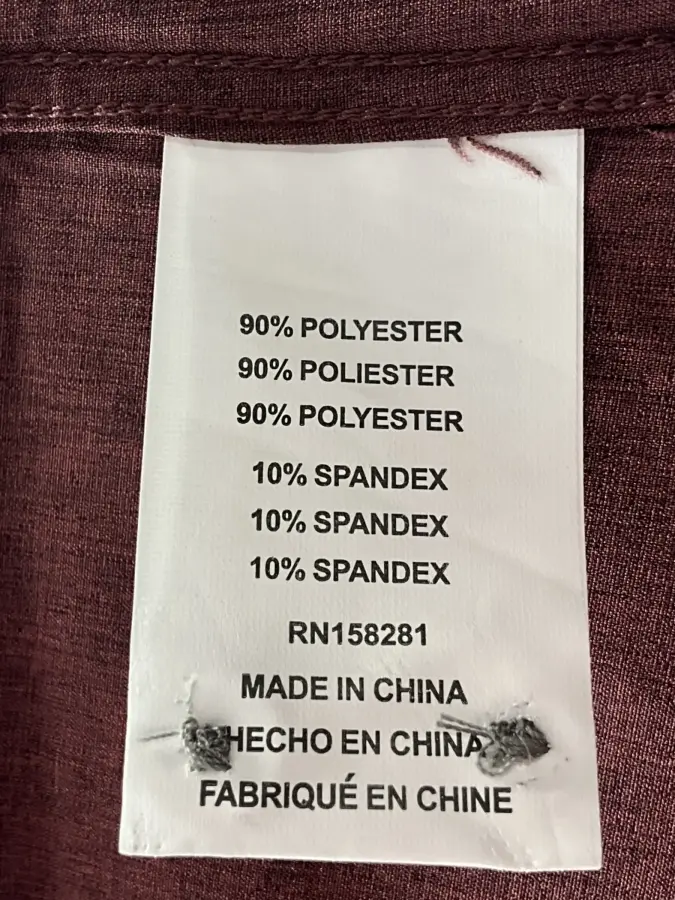 90% POLYESTER
90% POLIESTER
90% POLYESTER
10% SPANDEX
10% SPANDEX
10% SPANDEX
RN158281
MADE IN CHINA
HECHO EN CHINA
FABRIQUÉ EN CHINE